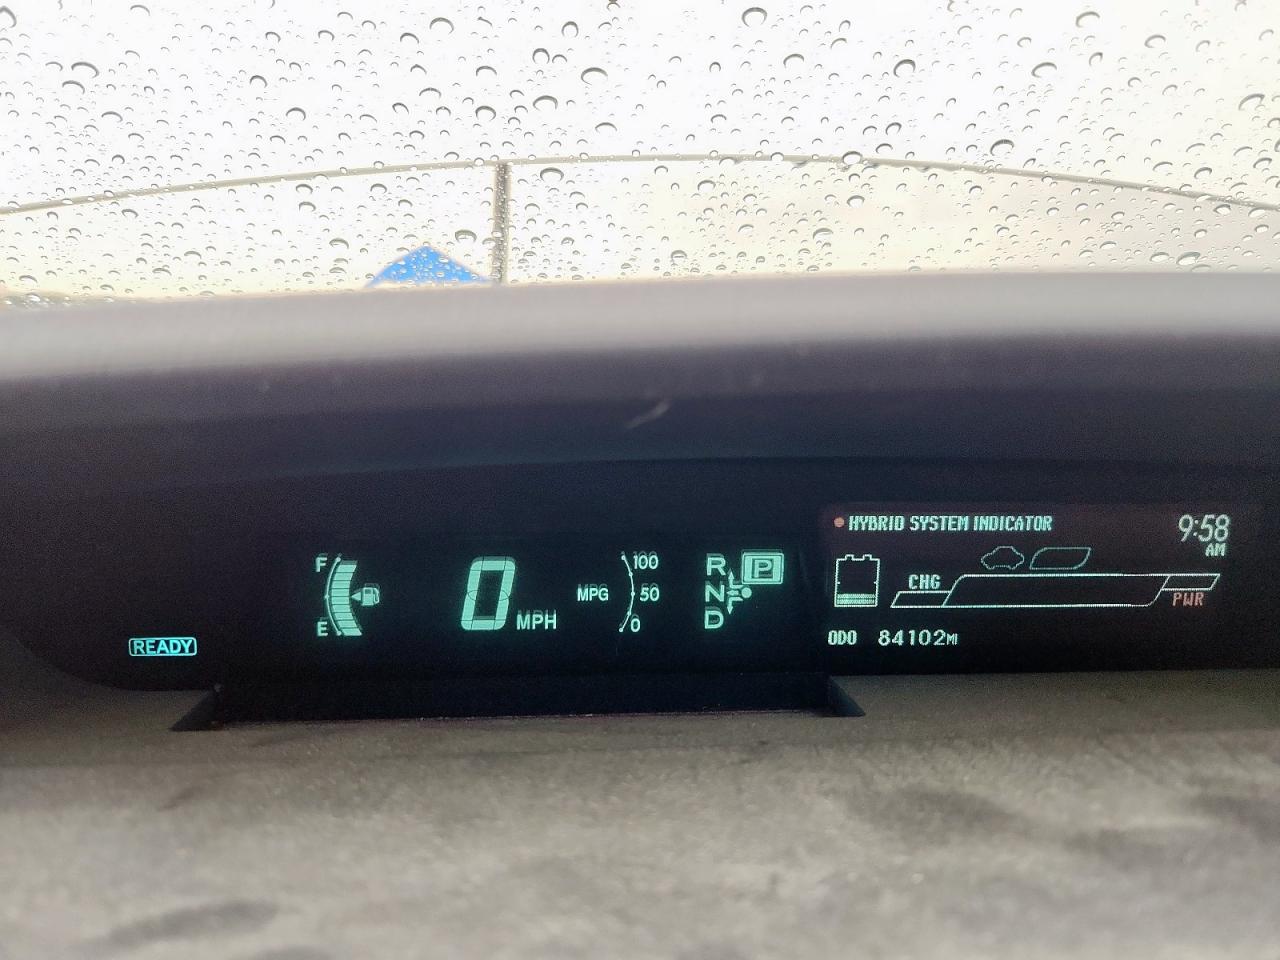 HYBRID SYSTEM INDICATOR
9:58
AM
F
E
0
MPH
MPG
100
50
0
R
P
N
D
CHG
PWR
ODO 84102MI
READY